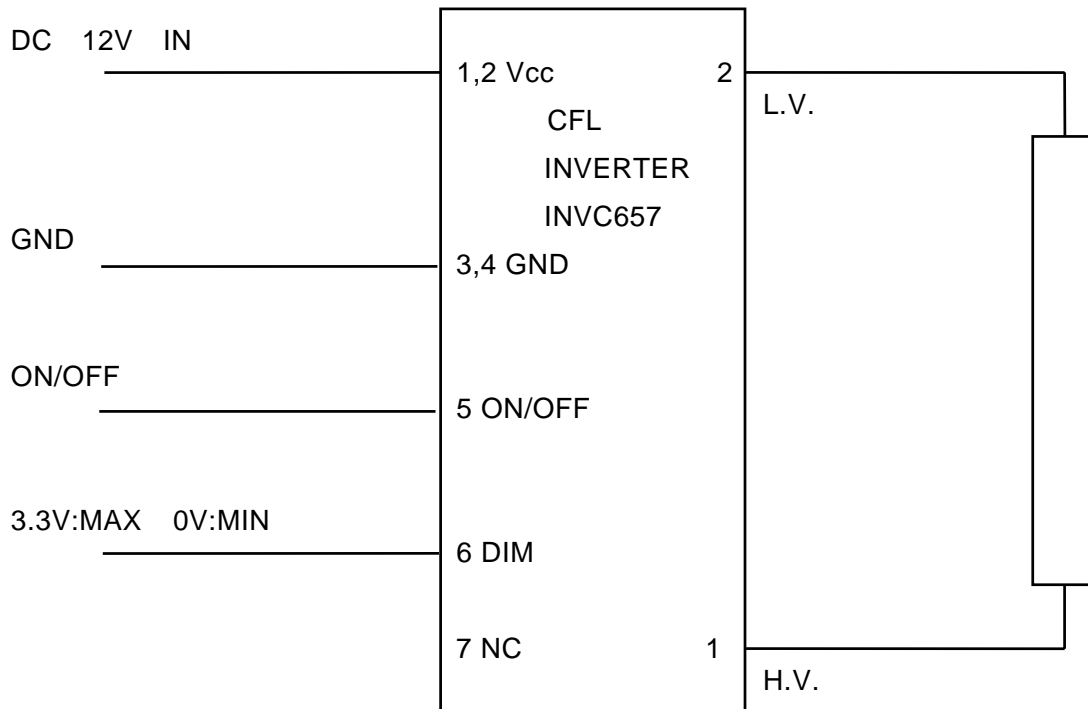 DC 12V IN
1,2 Vcc
2
L.V.
CFL
INVERTER
INVC657
GND
3,4 GND
ON/OFF
5 ON/OFF
3.3V:MAX 0V:MIN
6 DIM
7 NC
1
H.V.